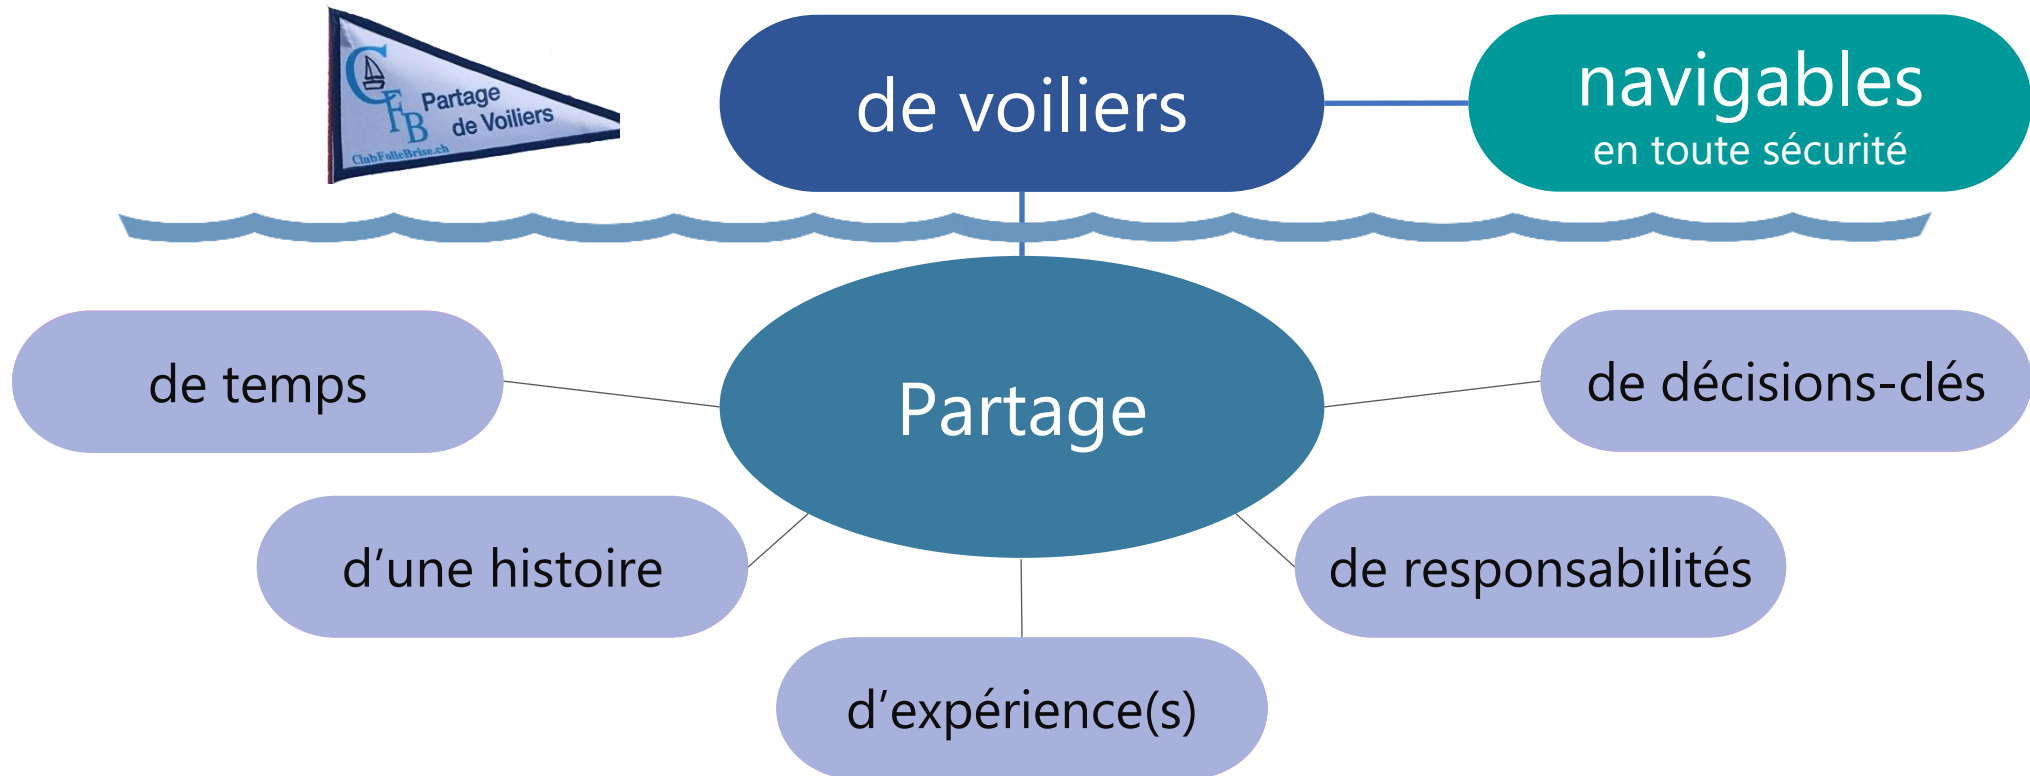 CFB
Partage
de Voiliers
ClubFolleBrise.ch
de voiliers
navigables
en toute sécurité
Partage
de temps
de décisions-clés
d’une histoire
de responsabilités
d’expérience(s)